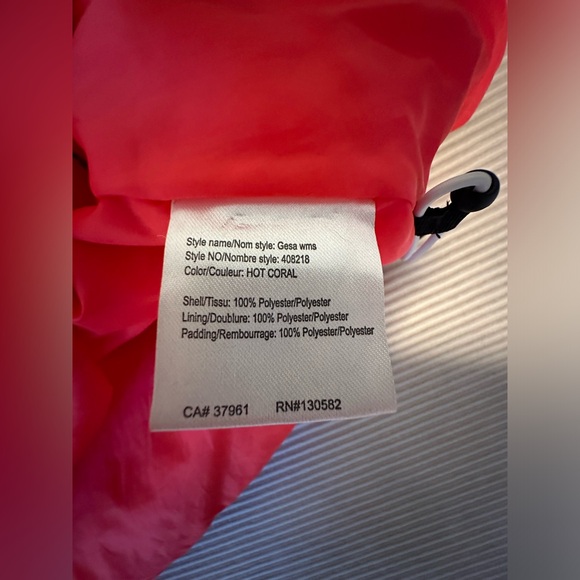 Style name/Nom style: Gesa wms
Style NO/Nombre style: 408218
Color/Couleur: HOT CORAL
Shell/Tissu: 100% Polyester/Polyester
Lining/Doublure: 100% Polyester/Polyester
Padding/Rembourrage: 100% Polyester/Polyester
CA# 37961 RN#130582